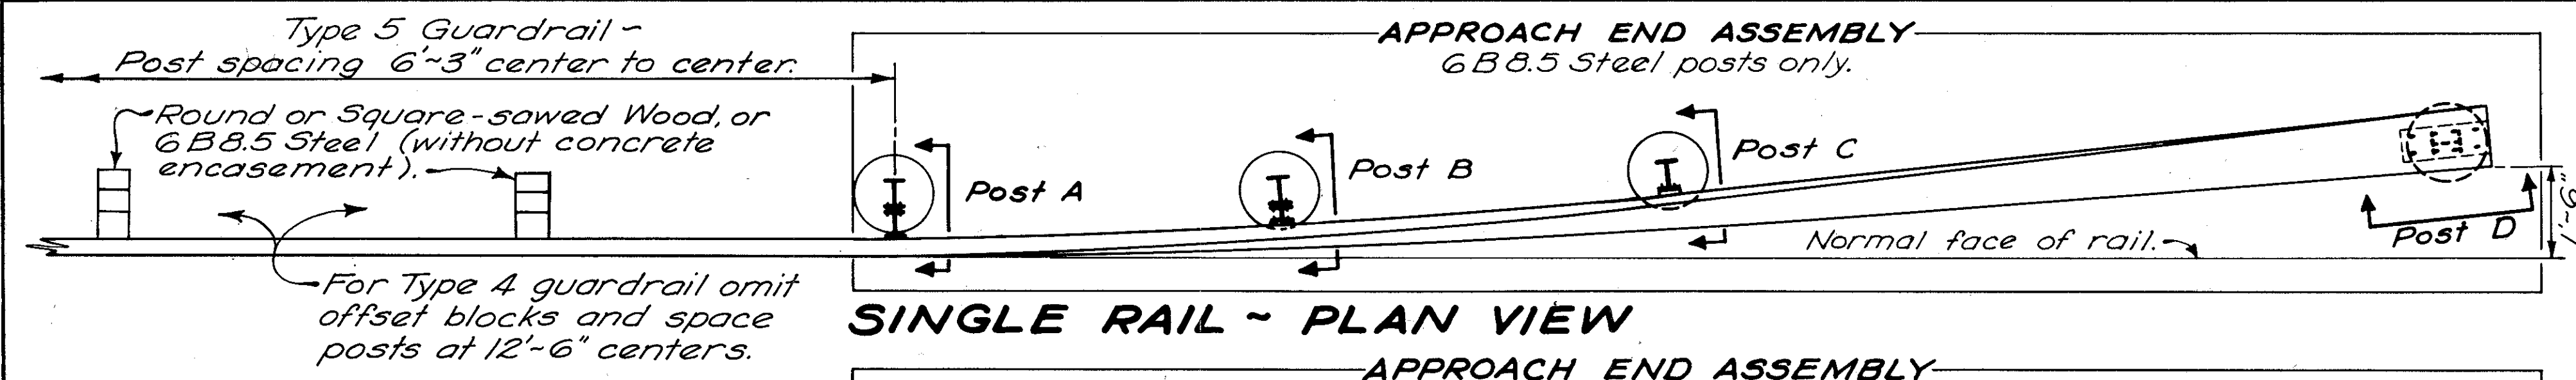 Type 5 Guardrail ~
Post spacing 6'~3" center to center.
Round or Square-sawed Wood, or
6 B 8.5 Steel (without concrete
encasement).
For Type 4 guardrail omit
offset blocks and space
posts at 12'~6" centers.
APPROACH END ASSEMBLY
6 B 8.5 Steel posts only.
Post A
Post B
Post C
Post D
Normal face of rail.
1'~6"
SINGLE RAIL ~ PLAN VIEW
APPROACH END ASSEMBLY